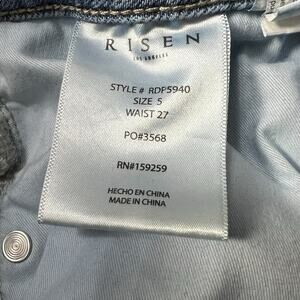 RISEN
LOS ANGELES
STYLE # RDP5940
SIZE 5
WAIST 27
PO#3568
RN#159259
HECHO EN CHINA
MADE IN CHINA